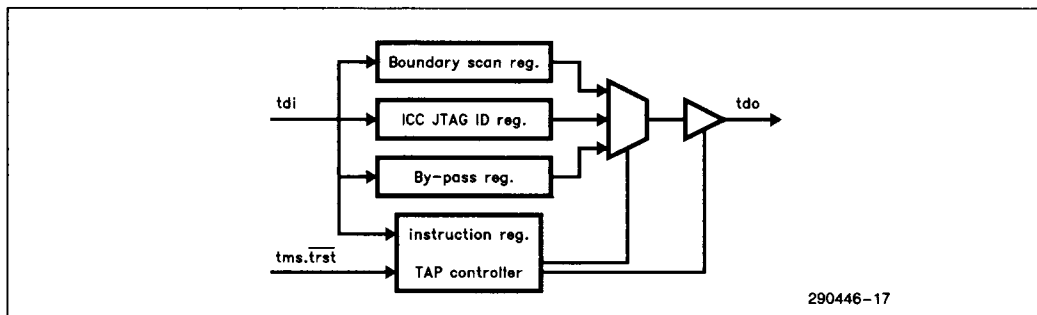 Boundary scan reg.
tdi
ICC JTAG ID reg.
tdo
By-pass reg.
instruction reg.
tms.t̅r̅s̅t̅
TAP controller
290446-17